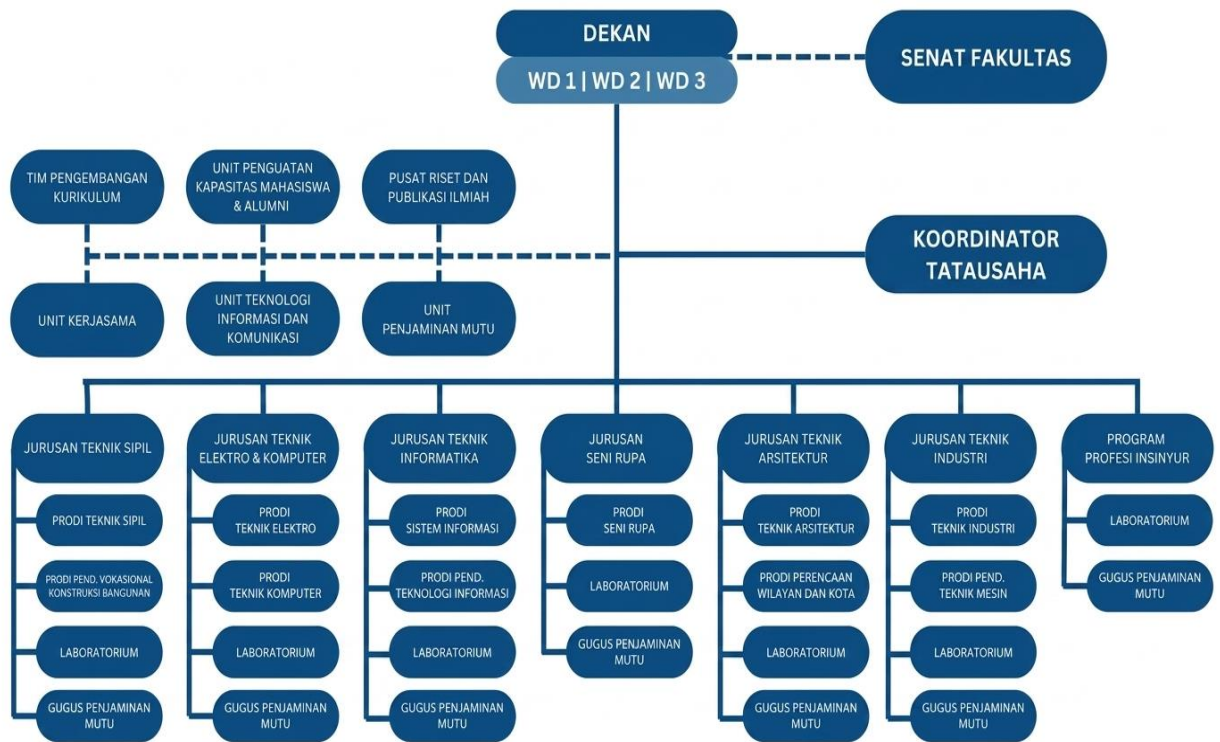 DEKAN
WD 1 | WD 2 | WD 3
SENAT FAKULTAS
TIM PENGEMBANGAN
KURIKULUM
UNIT PENGUATAN
KAPASITAS MAHASISWA
& ALUMNI
PUSAT RISET DAN
PUBLIKASI ILMIAH
KOORDINATOR
TATAUSAHA
UNIT KERJASAMA
UNIT TEKNOLOGI
INFORMASI DAN
KOMUNIKASI
UNIT
PENJAMINAN MUTU
JURUSAN TEKNIK SIPIL
PRODI TEKNIK SIPIL
PRODI PEND. VOKASIONAL
KONSTRUKSI BANGUNAN
LABORATORIUM
GUGUS PENJAMINAN
MUTU
JURUSAN TEKNIK
ELEKTRO & KOMPUTER
PRODI
TEKNIK ELEKTRO
PRODI
TEKNIK KOMPUTER
LABORATORIUM
GUGUS PENJAMINAN
MUTU
JURUSAN TEKNIK
INFORMATIKA
PRODI
SISTEM INFORMASI
PRODI PEND.
TEKNOLOGI INFORMASI
LABORATORIUM
GUGUS PENJAMINAN
MUTU
JURUSAN
SENI RUPA
PRODI
SENI RUPA
LABORATORIUM
GUGUS PENJAMINAN
MUTU
JURUSAN TEKNIK
ARSITEKTUR
PRODI
TEKNIK ARSITEKTUR
PRODI PERENCAAN
WILAYAN DAN KOTA
LABORATORIUM
GUGUS PENJAMINAN
MUTU
JURUSAN TEKNIK
INDUSTRI
PRODI
TEKNIK INDUSTRI
PRODI PEND.
TEKNIK MESIN
LABORATORIUM
GUGUS PENJAMINAN
MUTU
PROGRAM
PROFESI INSINYUR
LABORATORIUM
GUGUS PENJAMINAN
MUTU